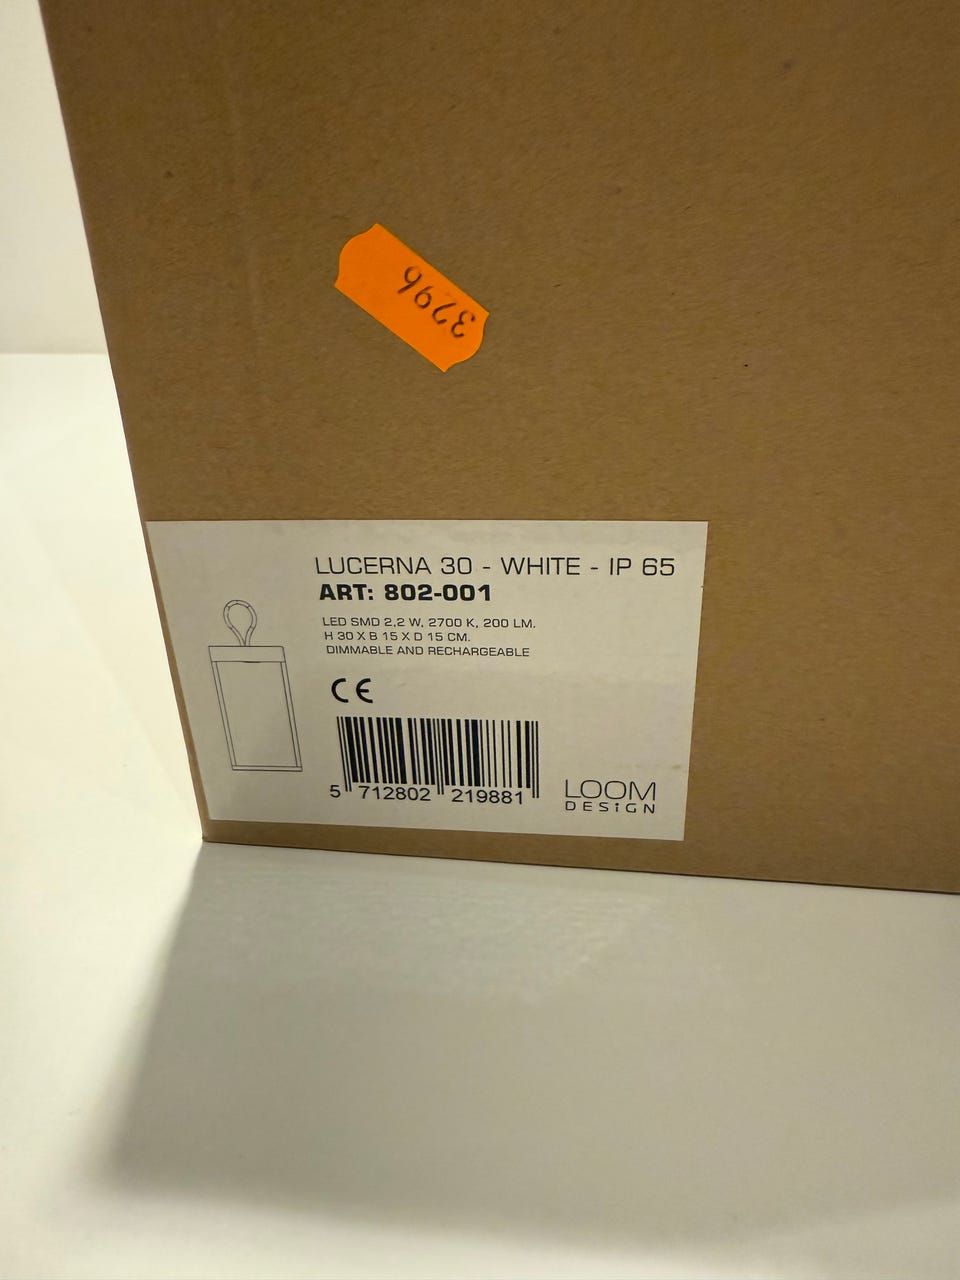 3296
LUCERNA 30 - WHITE - IP 65
ART: 802-001
LED SMD 2,2 W, 2700 K, 200 LM.
H 30 X B 15 X D 15 CM.
DIMMABLE AND RECHARGEABLE
CE
5 712802 219881
LOOM
DESIGN